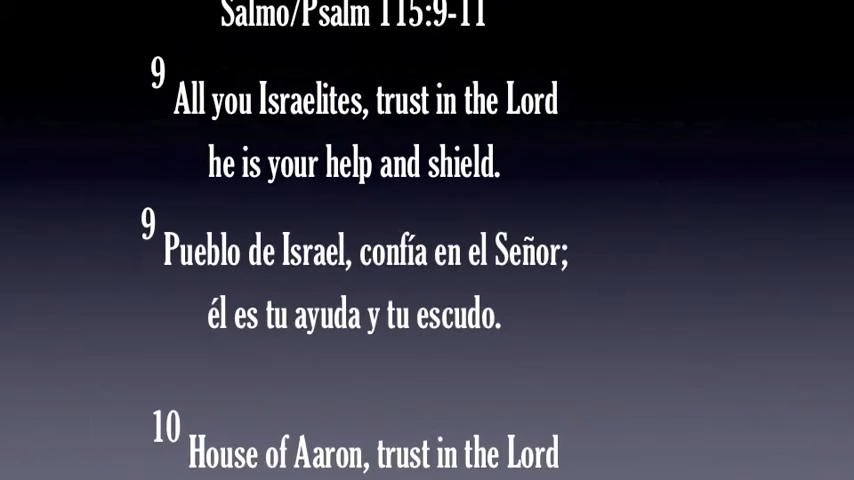 Salmo/Psalm 115:9-11
9 All you Israelites, trust in the Lord
he is your help and shield.
9 Pueblo de Israel, confía en el Señor;
él es tu ayuda y tu escudo.
10 House of Aaron, trust in the Lord